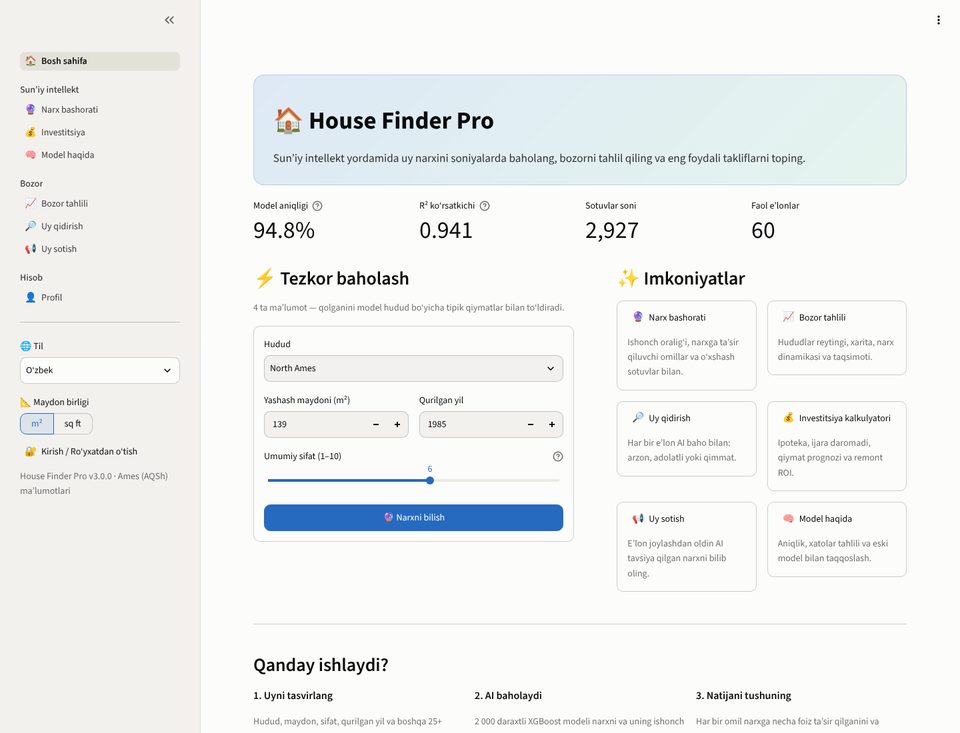 Bosh sahifa
Sun'iy intellekt
Narx bashorati
Investitsiya
Model haqida
Bozor
Bozor tahlili
Uy qidirish
Uy sotish
Hisob
Profil
Til
O'zbek
Maydon birligi
m² sq ft
Kirish / Ro'yxatdan o'tish
House Finder Pro v3.0.0 · Ames (AQSh)
ma'lumotlari
House Finder Pro
Sun'iy intellekt yordamida uy narxini soniyalarda baholang, bozorni tahlil qiling va eng foydali takliflarni toping.
Model aniqligi
94.8%
R² ko'rsatkichi
0.941
Sotuvlar soni
2,927
Faol e'lonlar
60
Tezkor baholash
4 ta ma'lumot — qolganini model hudud bo'yicha tipik qiymatlar bilan to'ldiradi.
Hudud
North Ames
Yashash maydoni (m²)
139
Qurilgan yil
1985
Umumiy sifat (1–10)
6
Narxni bilish
Imkoniyatlar
Narx bashorati
Ishonch oralig'i, narxga ta'sir
qiluvchi omillar va o'xshash
sotuvlar bilan.
Bozor tahlili
Hududlar reytingi, xarita, narx
dinamikasi va taqsimoti.
Uy qidirish
Har bir e'lon AI baho bilan:
arzon, adolatli yoki qimmat.
Investitsiya kalkulyatori
Ipoteka, ijara daromadi,
qiymat prognozi va remont
ROI.
Uy sotish
E'lon joylashdan oldin AI
tavsiya qilgan narxni bilib
oling.
Model haqida
Aniqlik, xatolar tahlili va eski
model bilan taqqoslash.
Qanday ishlaydi?
1. Uyni tasvirlang
Hudud, maydon, sifat, qurilgan yil va boshqa 25+
2. AI baholaydi
2 000 daraxtli XGBoost modeli narxni va uning ishonch
3. Natijani tushuning
Har bir omil narxga necha foiz ta'sir qilganini va